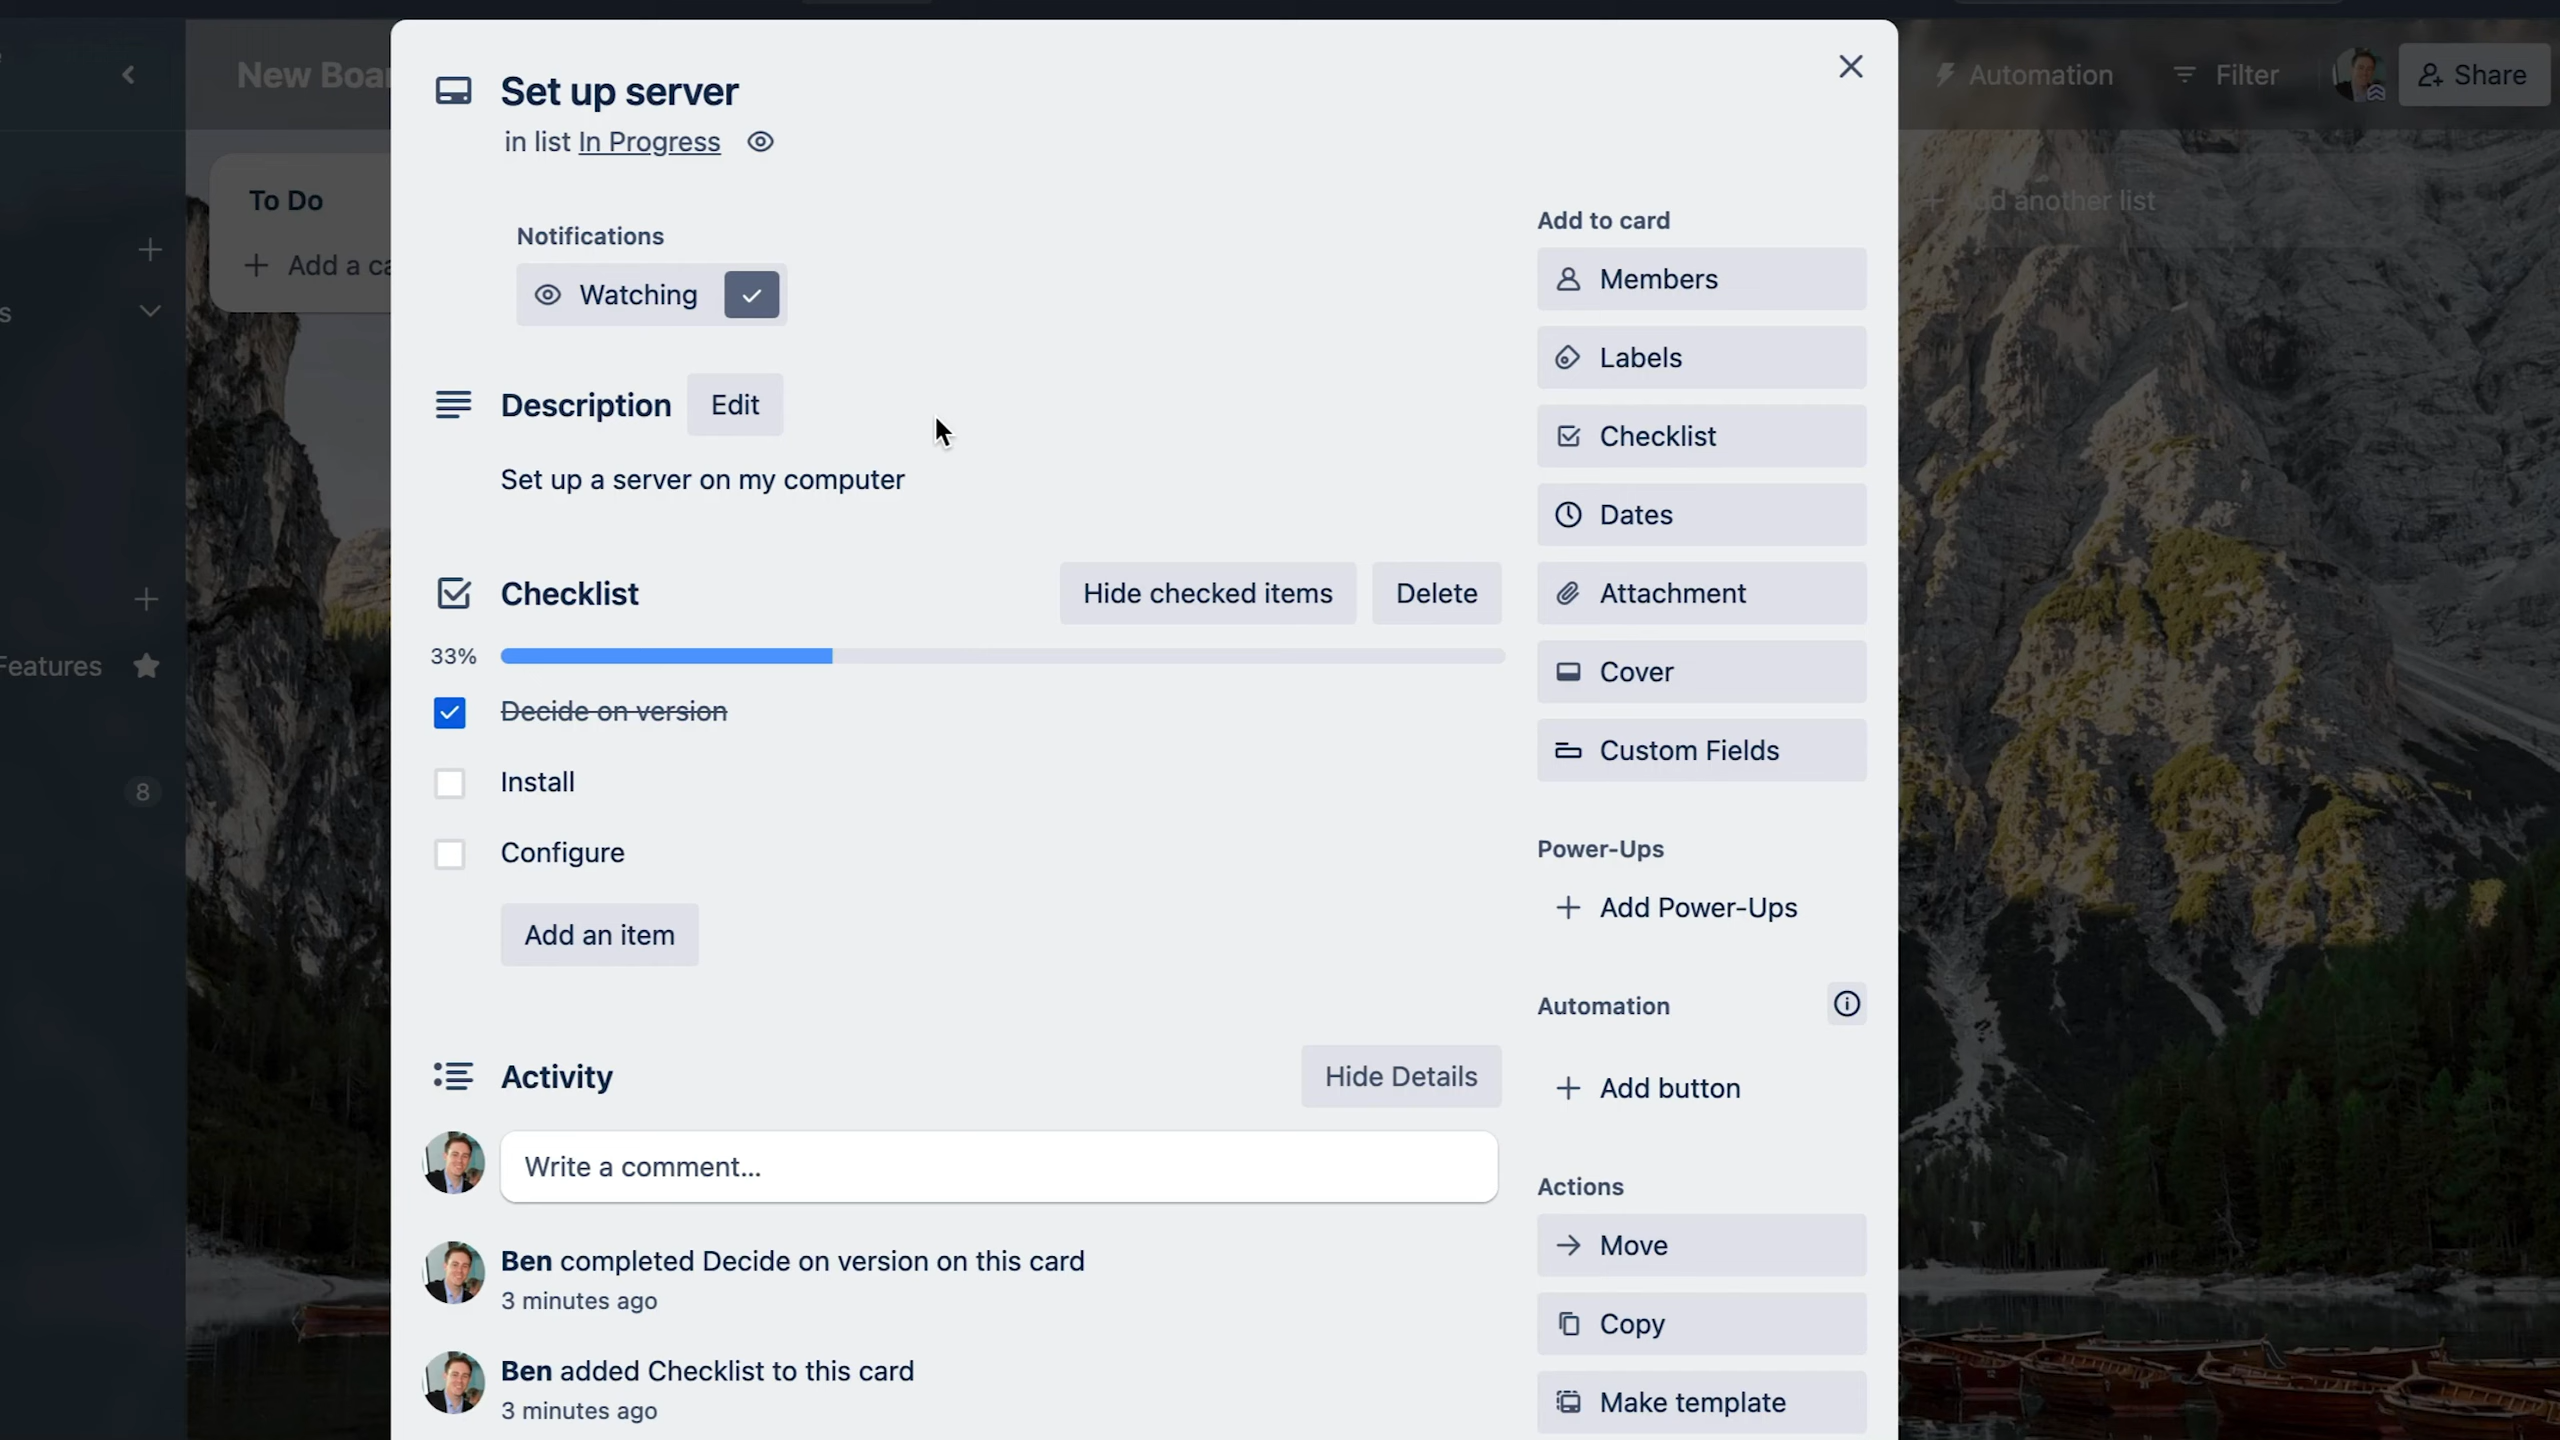 New Boar
Automation
Filter
Share
Set up server
in list In Progress
To Do
+ Add a ca
+ Add another list
s
Features
8
Notifications
Watching
Description
Edit
Set up a server on my computer
Checklist
Hide checked items
Delete
33%
Decide on version
Install
Configure
Add an item
Activity
Hide Details
Write a comment...
Ben completed Decide on version on this card
3 minutes ago
Ben added Checklist to this card
3 minutes ago
Add to card
Members
Labels
Checklist
Dates
Attachment
Cover
Custom Fields
Power-Ups
+ Add Power-Ups
Automation
+ Add button
Actions
Move
Copy
Make template